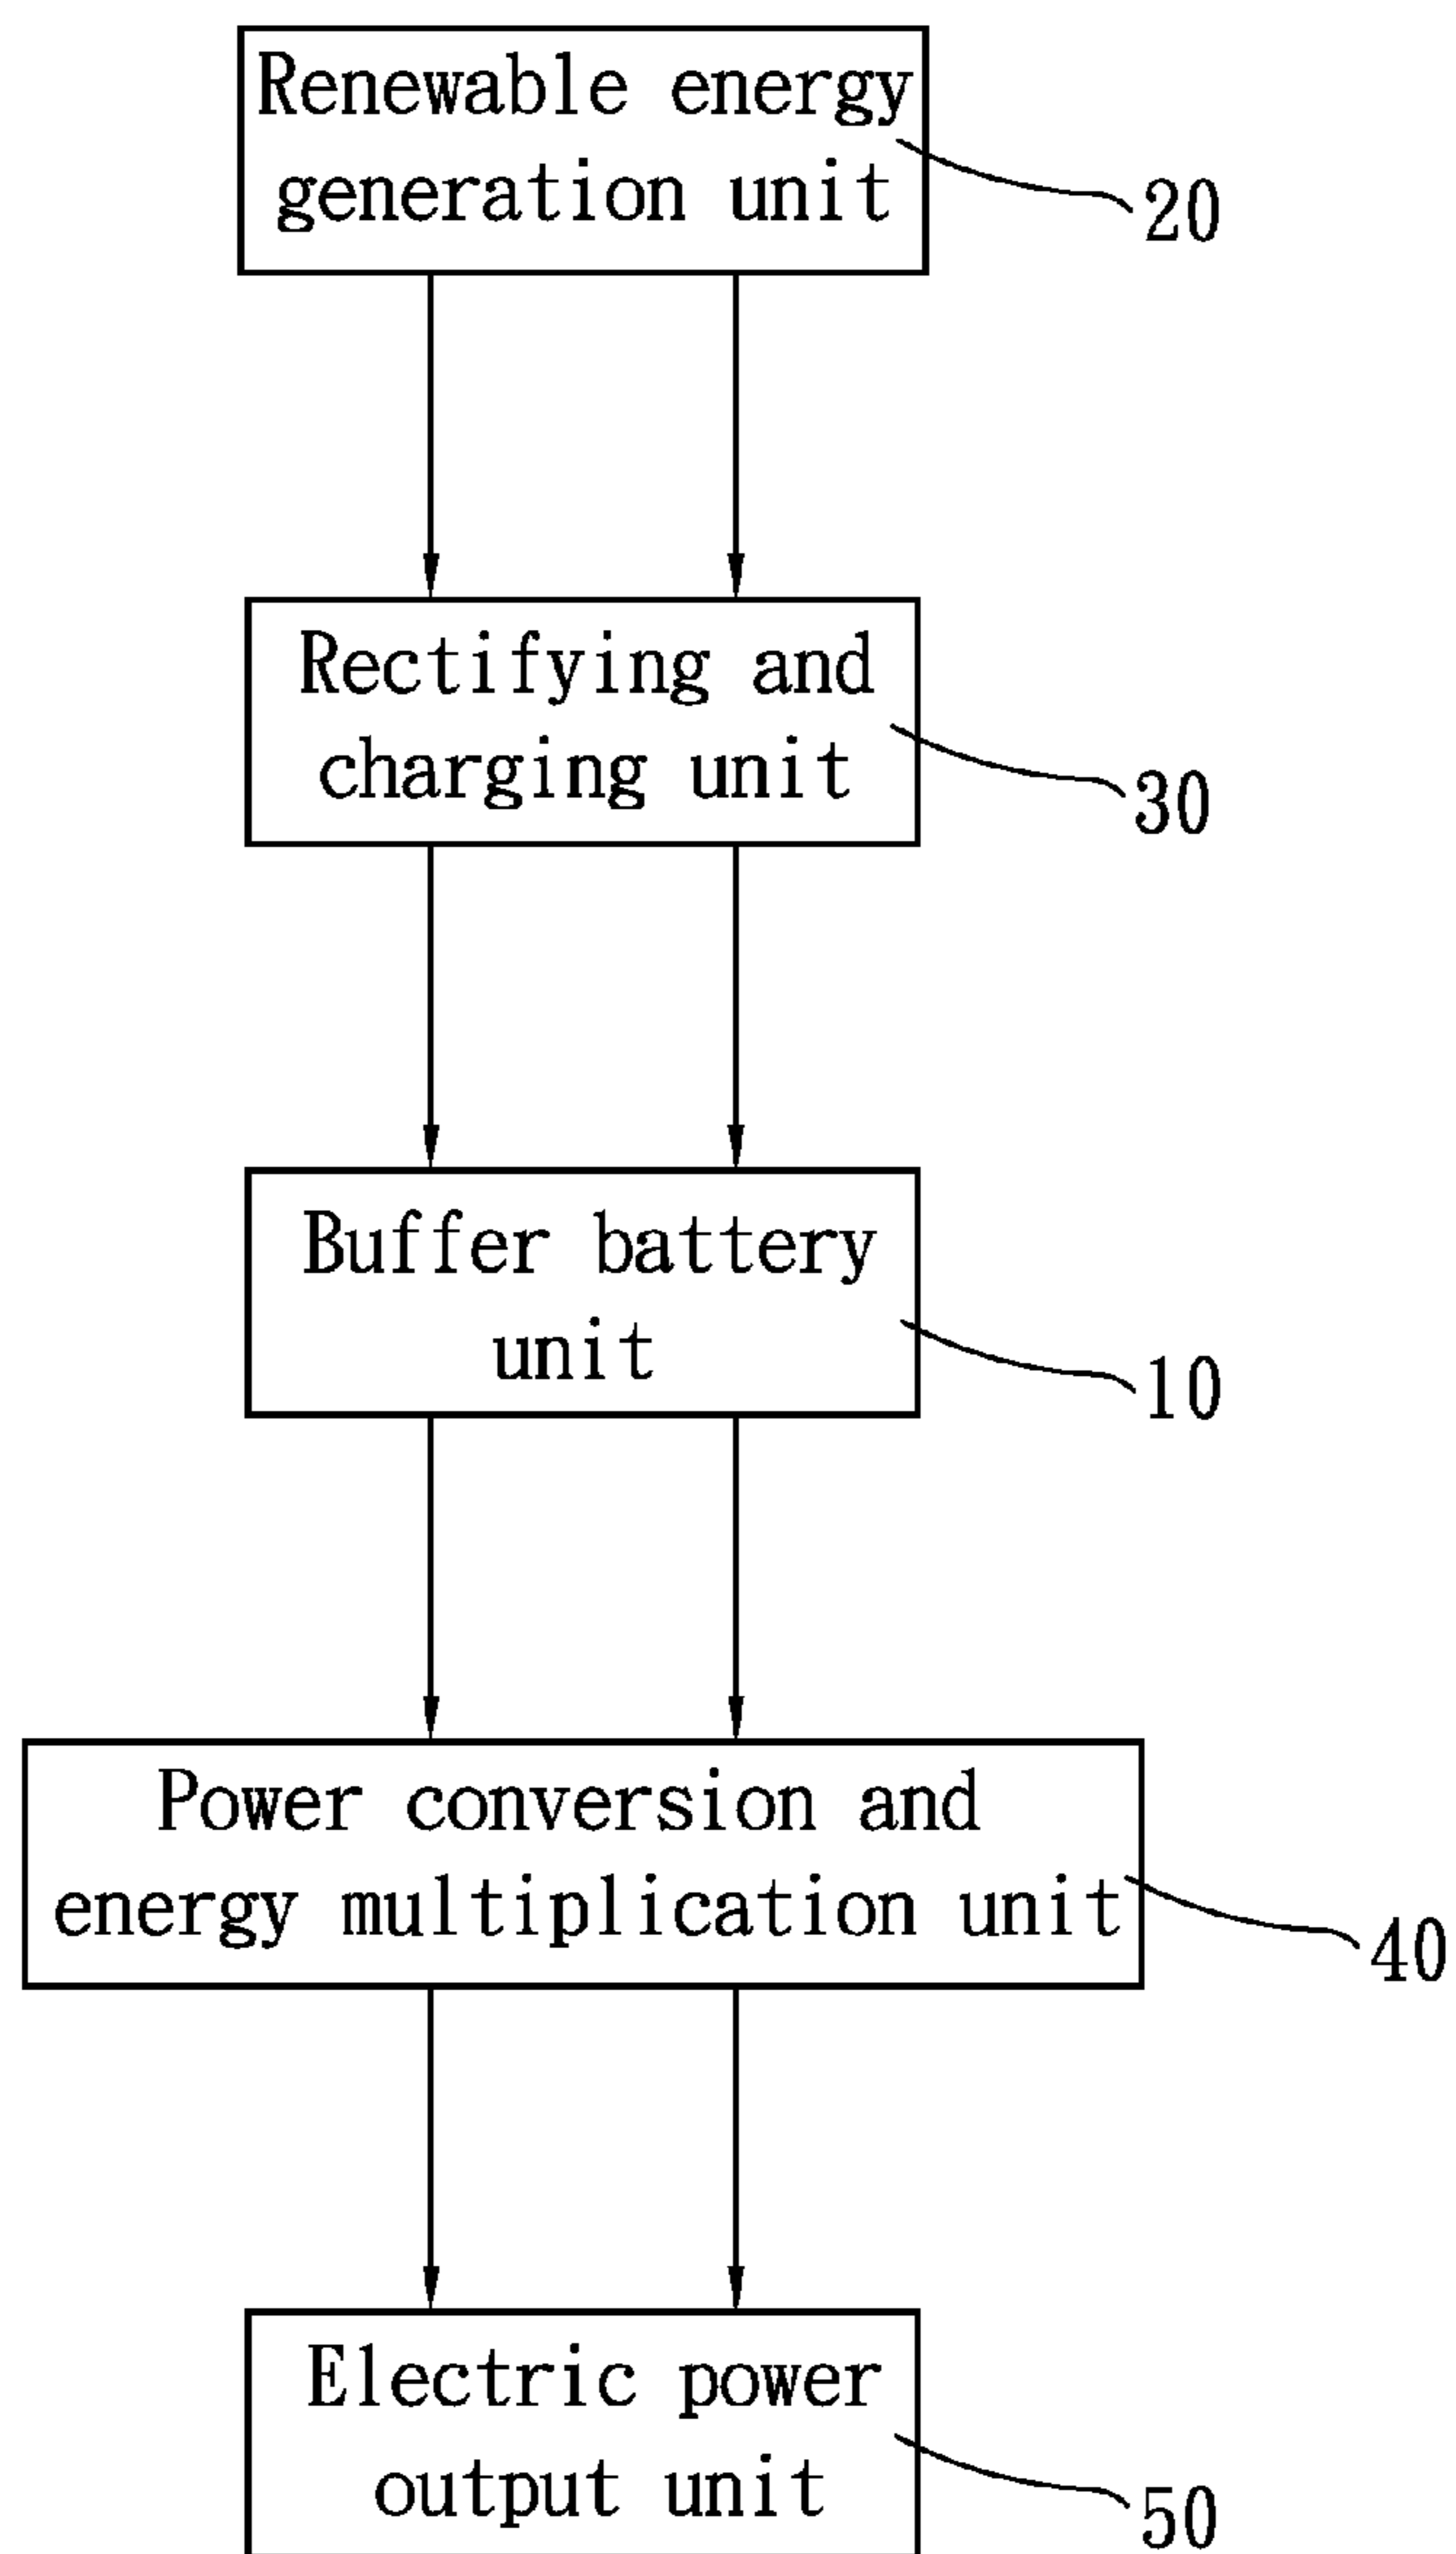 Renewable energy
generation unit
20
Rectifying and
charging unit
30
Buffer battery
unit
10
Power conversion and
energy multiplication unit
40
Electric power
output unit
50